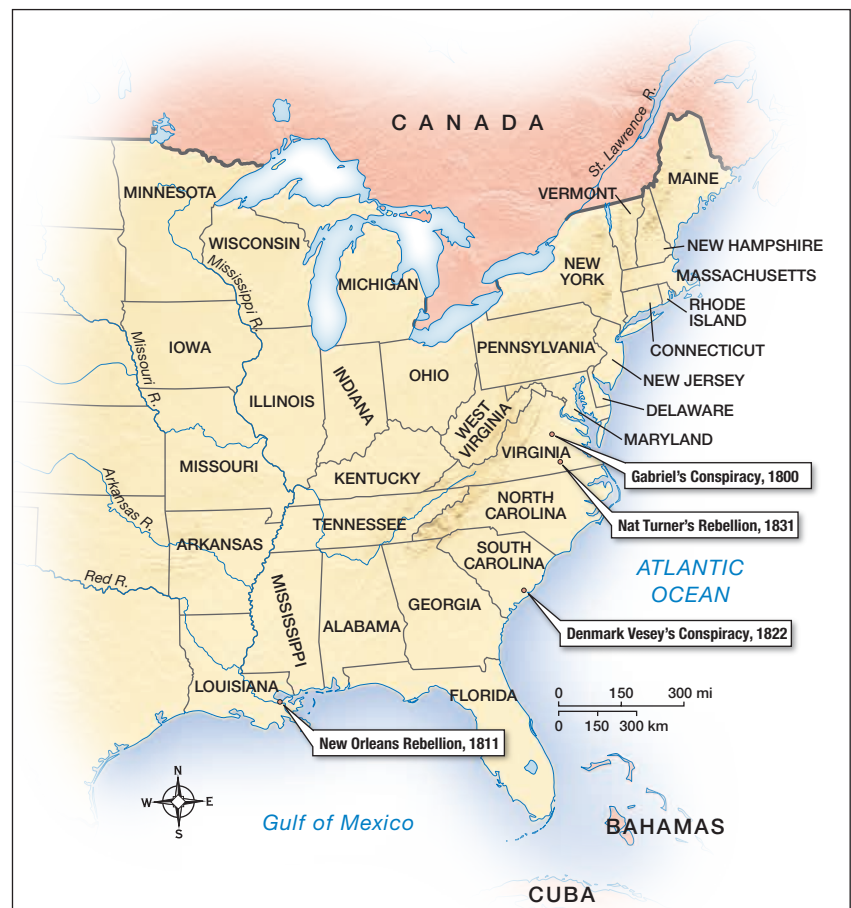 CANADA
St. Lawrence R.
MAINE
VERMONT
MINNESOTA
NEW HAMPSHIRE
WISCONSIN
Mississippi R.
MICHIGAN
NEW
YORK
MASSACHUSETTS
RHODE
ISLAND
CONNECTICUT
IOWA
Missouri R.
PENNSYLVANIA
NEW JERSEY
OHIO
INDIANA
ILLINOIS
DELAWARE
WEST
VIRGINIA
MARYLAND
VIRGINIA
MISSOURI
KENTUCKY
Gabriel's Conspiracy, 1800
Arkansas R.
NORTH
CAROLINA
TENNESSEE
Nat Turner's Rebellion, 1831
ARKANSAS
SOUTH
CAROLINA
ATLANTIC
OCEAN
Red R.
MISSISSIPPI
GEORGIA
ALABAMA
Denmark Vesey's Conspiracy, 1822
LOUISIANA
FLORIDA
0 150 300 mi
0 150 300 km
New Orleans Rebellion, 1811
N
W E
S
Gulf of Mexico
BAHAMAS
CUBA